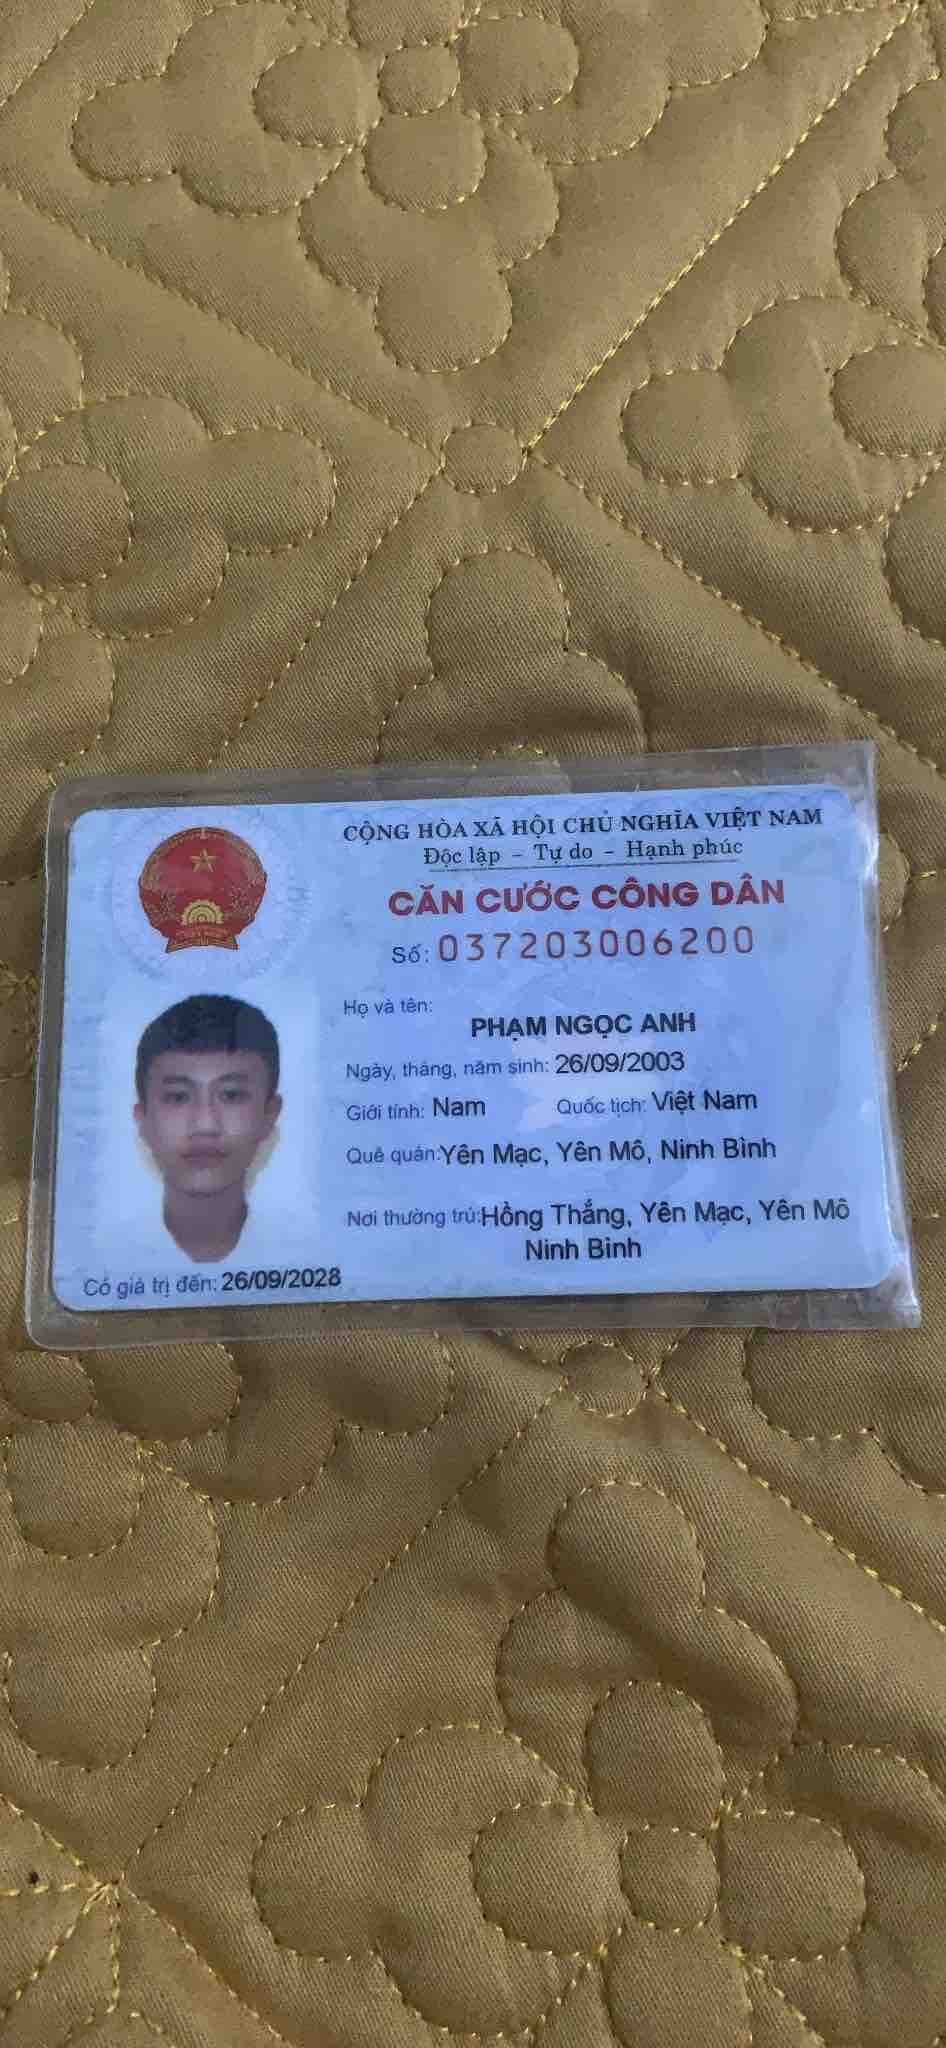 CỘNG HÒA XÃ HỘI CHỦ NGHĨA VIỆT NAM
Độc lập – Tự do – Hạnh phúc
CĂN CƯỚC CÔNG DÂN
Số: 037203006200
Họ và tên:
PHẠM NGỌC ANH
Ngày, tháng, năm sinh: 26/09/2003
Giới tính: Nam Quốc tịch: Việt Nam
Quê quán: Yên Mạc, Yên Mô, Ninh Bình
Nơi thường trú: Hồng Thắng, Yên Mạc, Yên Mô
Ninh Bình
Có giá trị đến: 26/09/2028